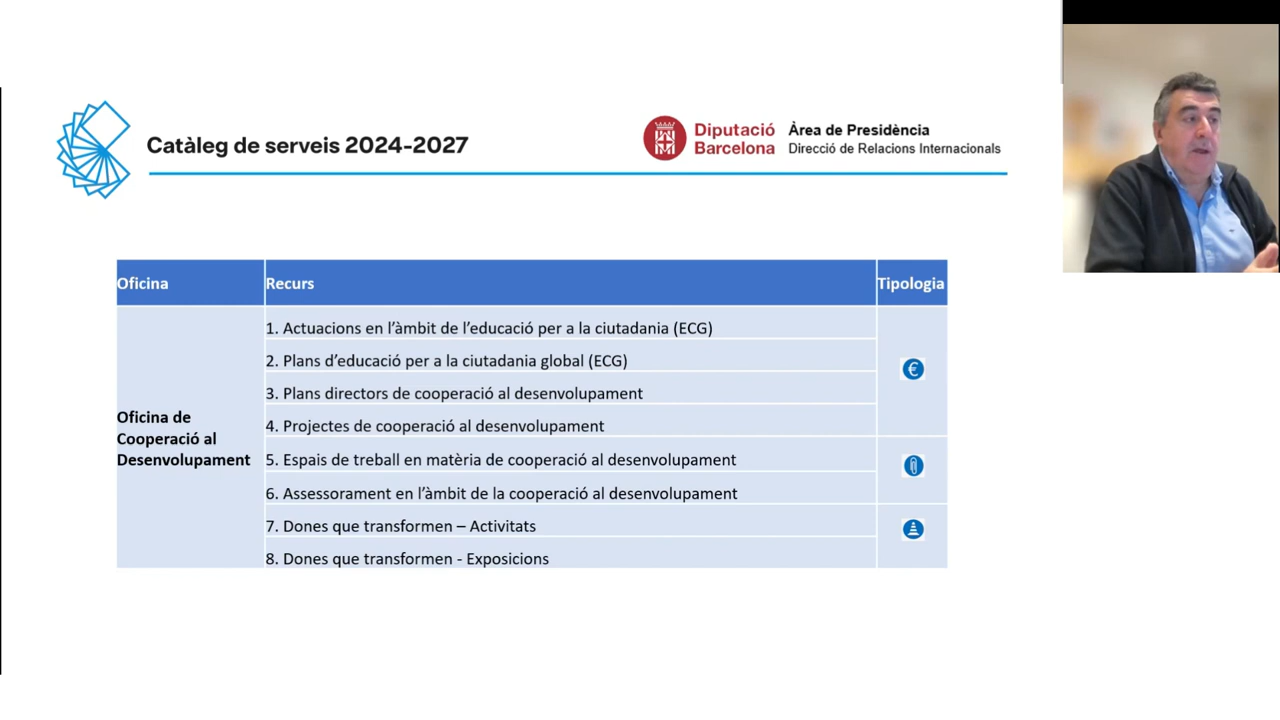 Catàleg de serveis 2024-2027
Diputació
Barcelona
Àrea de Presidència
Direcció de Relacions Internacionals
Oficina
Recurs
Tipologia
Oficina de
Cooperació al
Desenvolupament
1. Actuacions en l’àmbit de l’educació per a la ciutadania (ECG)
2. Plans d’educació per a la ciutadania global (ECG)
3. Plans directors de cooperació al desenvolupament
4. Projectes de cooperació al desenvolupament
€
5. Espais de treball en matèria de cooperació al desenvolupament
6. Assessorament en l’àmbit de la cooperació al desenvolupament
7. Dones que transformen – Activitats
8. Dones que transformen - Exposicions